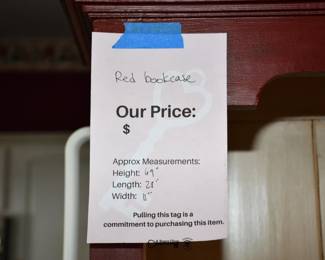 Red bookcase
Our Price:
$
Approx Measurements:
Height: 69"
Length: 28"
Width: 11"
Pulling this tag is a
commitment to purchasing this item.